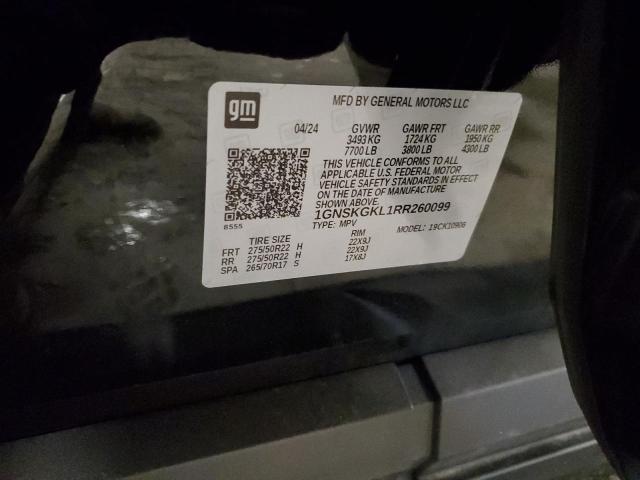 gm
MFD BY GENERAL MOTORS LLC
04/24 GVWR GAWR FRT GAWR RR
3493 KG 1724 KG 1950 KG
7700 LB 3800 LB 4300 LB
THIS VEHICLE CONFORMS TO ALL
APPLICABLE U.S. FEDERAL MOTOR
VEHICLE SAFETY STANDARDS IN EFFECT
ON THE DATE OF MANUFACTURE
SHOWN ABOVE.
1GNSKGKL1RR260099
8555
TYPE: MPV MODEL: 19CK10906
TIRE SIZE RIM
FRT 275/50R22 H 22X9J
RR 275/50R22 H 22X9J
SPA 265/70R17 S 17X8J